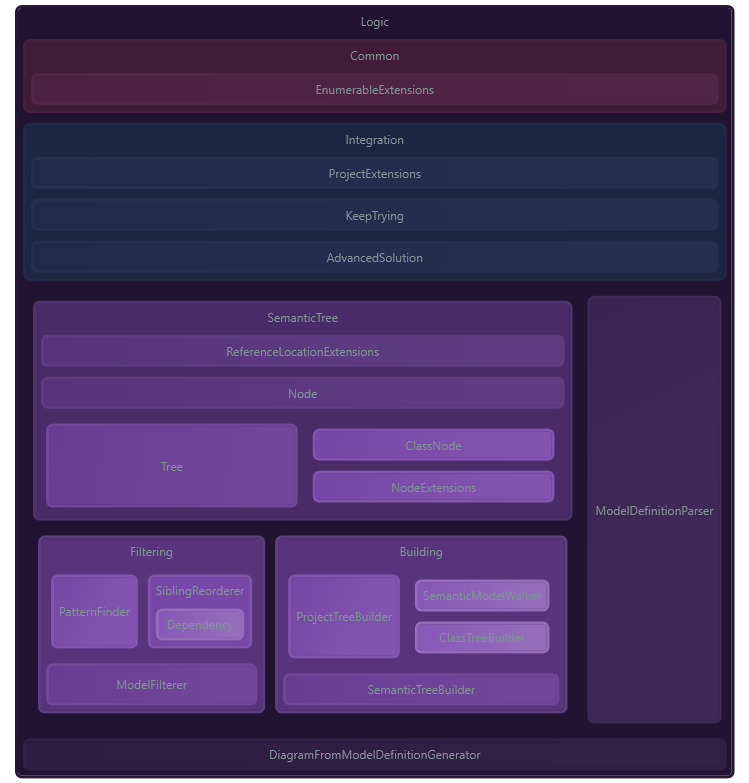 Logic
Common
EnumerableExtensions
Integration
ProjectExtensions
KeepTrying
AdvancedSolution
SemanticTree
ReferenceLocationExtensions
Node
Tree
ClassNode
NodeExtensions
ModelDefinitionParser
Filtering
PatternFinder
SiblingReorderer
Dependency
ModelFilterer
Building
ProjectTreeBuilder
SemanticModelWalker
ClassTreeBuilder
SemanticTreeBuilder
DiagramFromModelDefinitionGenerator